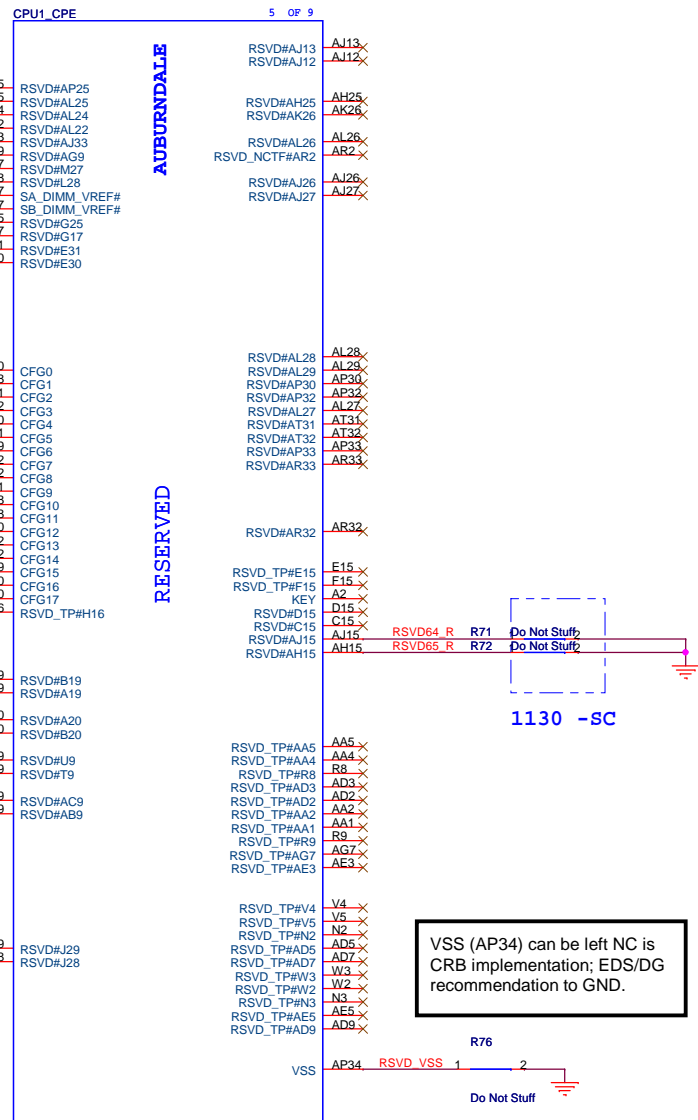 CPU1_CPE
5 OF 9
AUBURNDALE
RESERVED
RSVD#AP25
RSVD#AL25
RSVD#AL24
RSVD#AL22
RSVD#AJ33
RSVD#AG9
RSVD#M27
RSVD#L28
SA_DIMM_VREF#
SB_DIMM_VREF#
RSVD#G25
RSVD#G17
RSVD#E31
RSVD#E30
CFG0
CFG1
CFG2
CFG3
CFG4
CFG5
CFG6
CFG7
CFG8
CFG9
CFG10
CFG11
CFG12
CFG13
CFG14
CFG15
CFG16
CFG17
RSVD_TP#H16
RSVD#B19
RSVD#A19
RSVD#A20
RSVD#B20
RSVD#U9
RSVD#T9
RSVD#AC9
RSVD#AB9
RSVD#J29
RSVD#J28
RSVD#AJ13 AJ13
RSVD#AJ12 AJ12
RSVD#AH25 AH25
RSVD#AK26 AK26
RSVD#AL26 AL26
RSVD_NCTF#AR2 AR2
RSVD#AJ26 AJ26
RSVD#AJ27 AJ27
RSVD#AL28 AL28
RSVD#AL29 AL29
RSVD#AP30 AP30
RSVD#AP32 AP32
RSVD#AL27 AL27
RSVD#AT31 AT31
RSVD#AT32 AT32
RSVD#AP33 AP33
RSVD#AR33 AR33
RSVD#AR32 AR32
RSVD_TP#E15 E15
RSVD_TP#F15 F15
KEY A2
RSVD#D15 D15
RSVD#C15 C15
RSVD#AJ15 AJ15 RSVD64_R R71 Do Not Stuff 2
RSVD#AH15 AH15 RSVD65_R R72 Do Not Stuff 2
1130 -SC
RSVD_TP#AA5 AA5
RSVD_TP#AA4 AA4
RSVD_TP#R8 R8
RSVD_TP#AD3 AD3
RSVD_TP#AD2 AD2
RSVD_TP#AA2 AA2
RSVD_TP#AA1 AA1
RSVD_TP#R9 R9
RSVD_TP#AG7 AG7
RSVD_TP#AE3 AE3
RSVD_TP#V4 V4
RSVD_TP#V5 V5
RSVD_TP#N2 N2
RSVD_TP#AD5 AD5
RSVD_TP#AD7 AD7
RSVD_TP#W3 W3
RSVD_TP#W2 W2
RSVD_TP#N3 N3
RSVD_TP#AE5 AE5
RSVD_TP#AD9 AD9
VSS (AP34) can be left NC is
CRB implementation; EDS/DG
recommendation to GND.
R76
VSS AP34 RSVD_VSS 1 2
Do Not Stuff